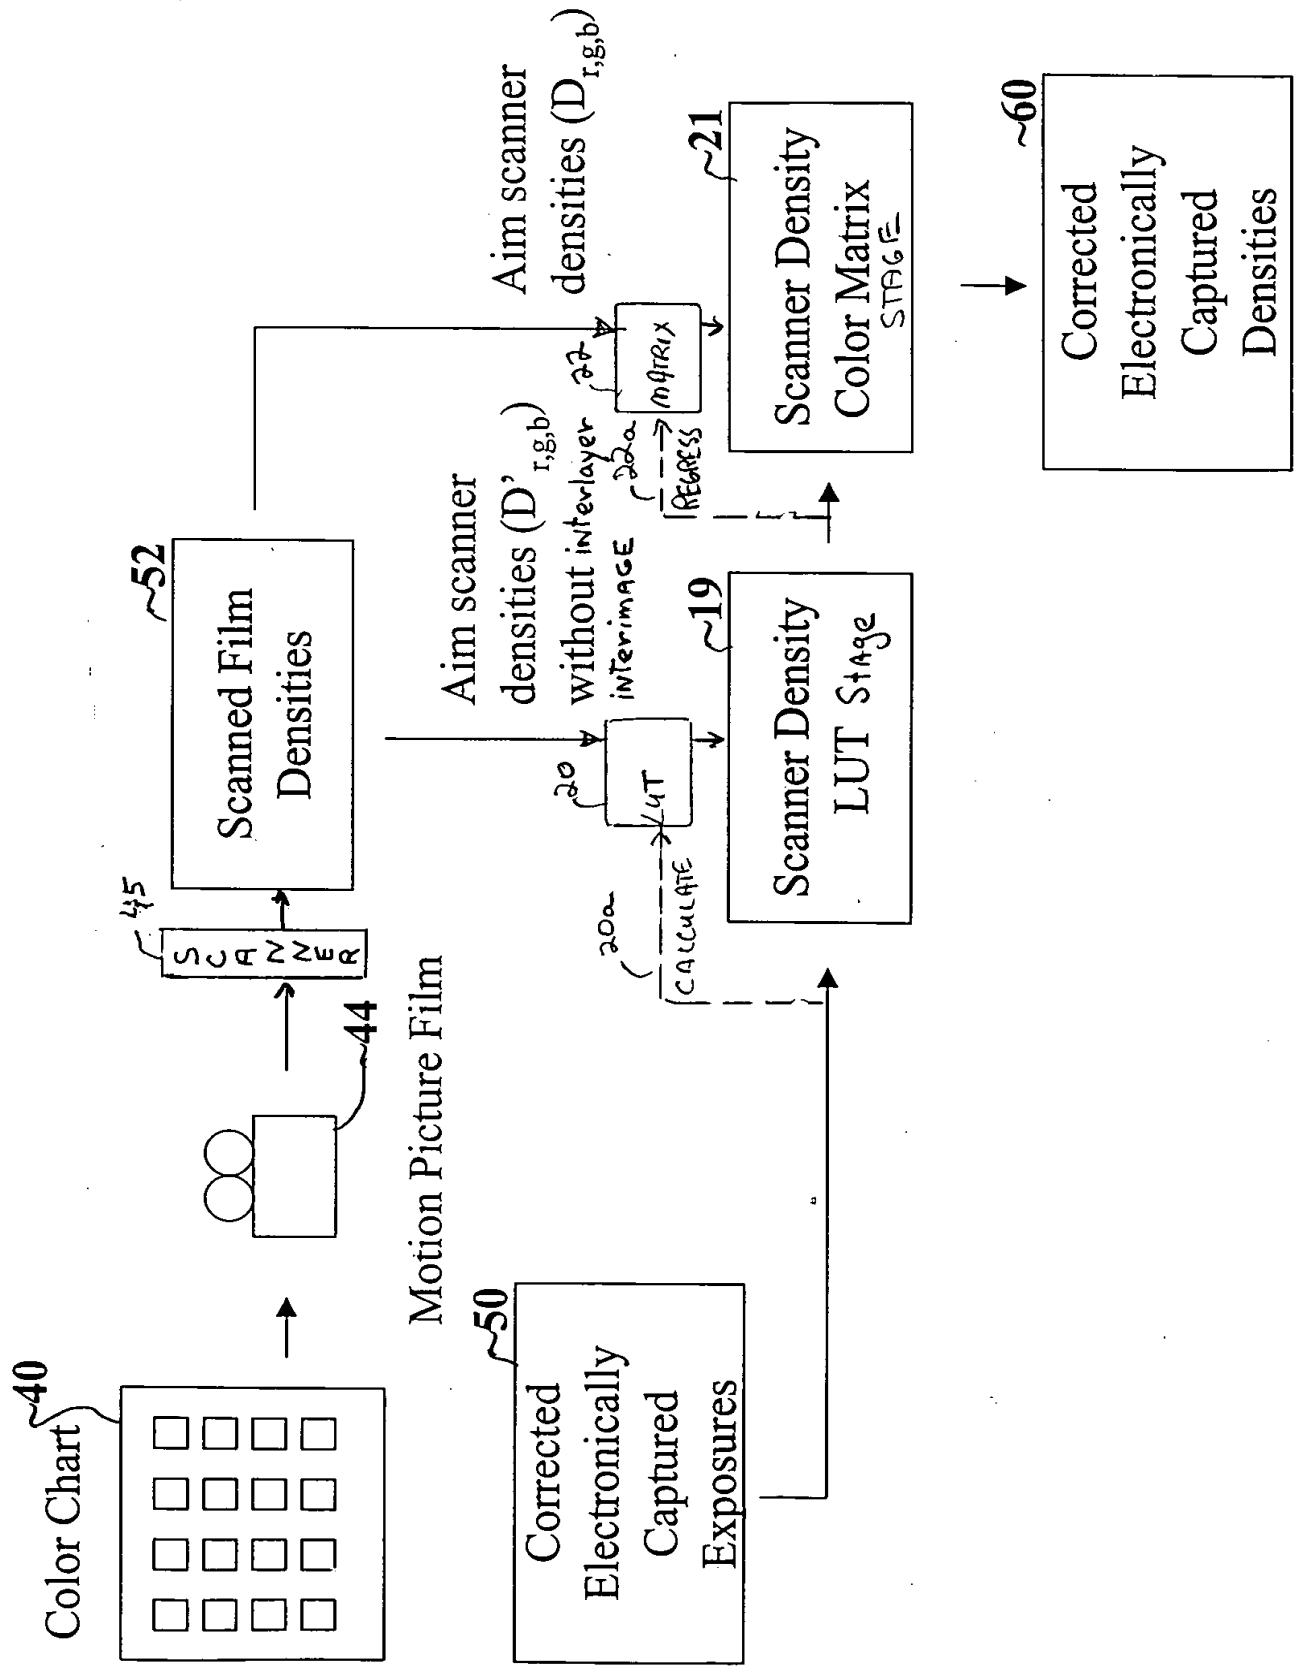 Color Chart
~40
Motion Picture Film
~44
45
SCANNER
~52
Scanned Film
Densities
Aim scanner
densities (D'r,g,b)
without interlayer
interimage
Aim scanner
densities (Dr,g,b)
~50
Corrected
Electronically
Captured
Exposures
20a
CALCULATE
20
LUT
~19
Scanner Density
LUT Stage
22a
REGRESS
22
MATRIX
~21
Scanner Density
Color Matrix
STAGE
~60
Corrected
Electronically
Captured
Densities